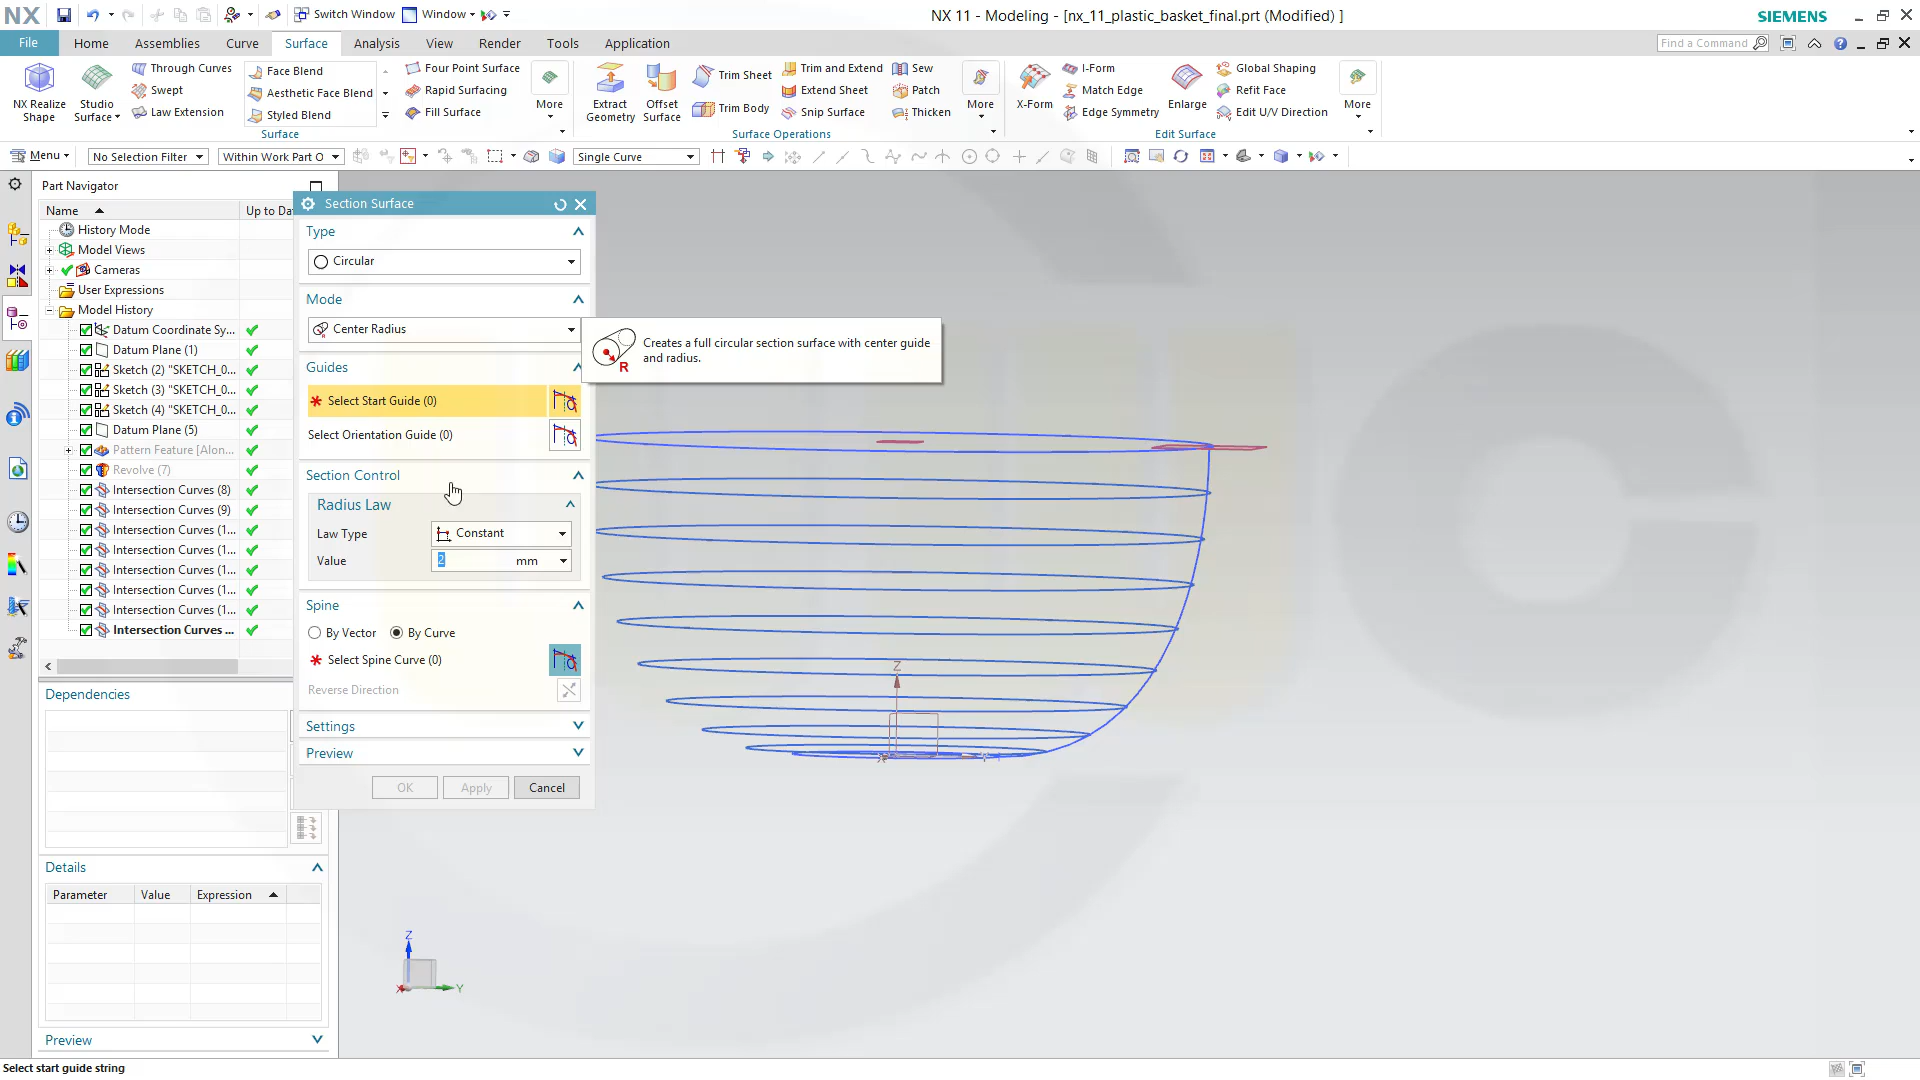 NX
Switch Window
Window
NX 11 - Modeling - [nx_11_plastic_basket_final.prt (Modified) ]
SIEMENS
File
Home
Assemblies
Curve
Surface
Analysis
View
Render
Tools
Application
Find a Command
NX Realize
Shape
Studio
Surface
Through Curves
Swept
Law Extension
Face Blend
Aesthetic Face Blend
Styled Blend
Four Point Surface
Rapid Surfacing
Fill Surface
More
Surface
Extract
Geometry
Offset
Surface
Trim Sheet
Trim Body
Trim and Extend
Extend Sheet
Snip Surface
Sew
Patch
Thicken
More
Surface Operations
X-Form
I-Form
Match Edge
Edge Symmetry
Enlarge
Global Shaping
Refit Face
Edit U/V Direction
More
Edit Surface
Menu
No Selection Filter
Within Work Part O
Single Curve
Part Navigator
Name
Up to Da
History Mode
Model Views
Cameras
User Expressions
Model History
Datum Coordinate Sy...
Datum Plane (1)
Sketch (2) "SKETCH_0...
Sketch (3) "SKETCH_0...
Sketch (4) "SKETCH_0...
Datum Plane (5)
Pattern Feature [Alon...
Revolve (7)
Intersection Curves (8)
Intersection Curves (9)
Intersection Curves (1...
Intersection Curves (1...
Intersection Curves (1...
Intersection Curves (1...
Intersection Curves (1...
Intersection Curves ...
Dependencies
Details
Parameter
Value
Expression
Preview
Section Surface
Type
Circular
Mode
Center Radius
Guides
Select Start Guide (0)
Select Orientation Guide (0)
Section Control
Radius Law
Law Type
Constant
Value
2
mm
Spine
By Vector
By Curve
Select Spine Curve (0)
Reverse Direction
Settings
Preview
OK
Apply
Cancel
Creates a full circular section surface with center guide
and radius.
R
Z
Z
X
Y
Select start guide string